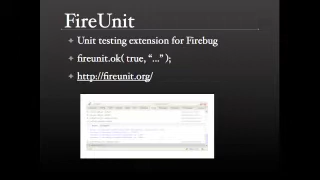 FireUnit
Unit testing extension for Firebug
fireunit.ok( true, “...” );
http://fireunit.org/